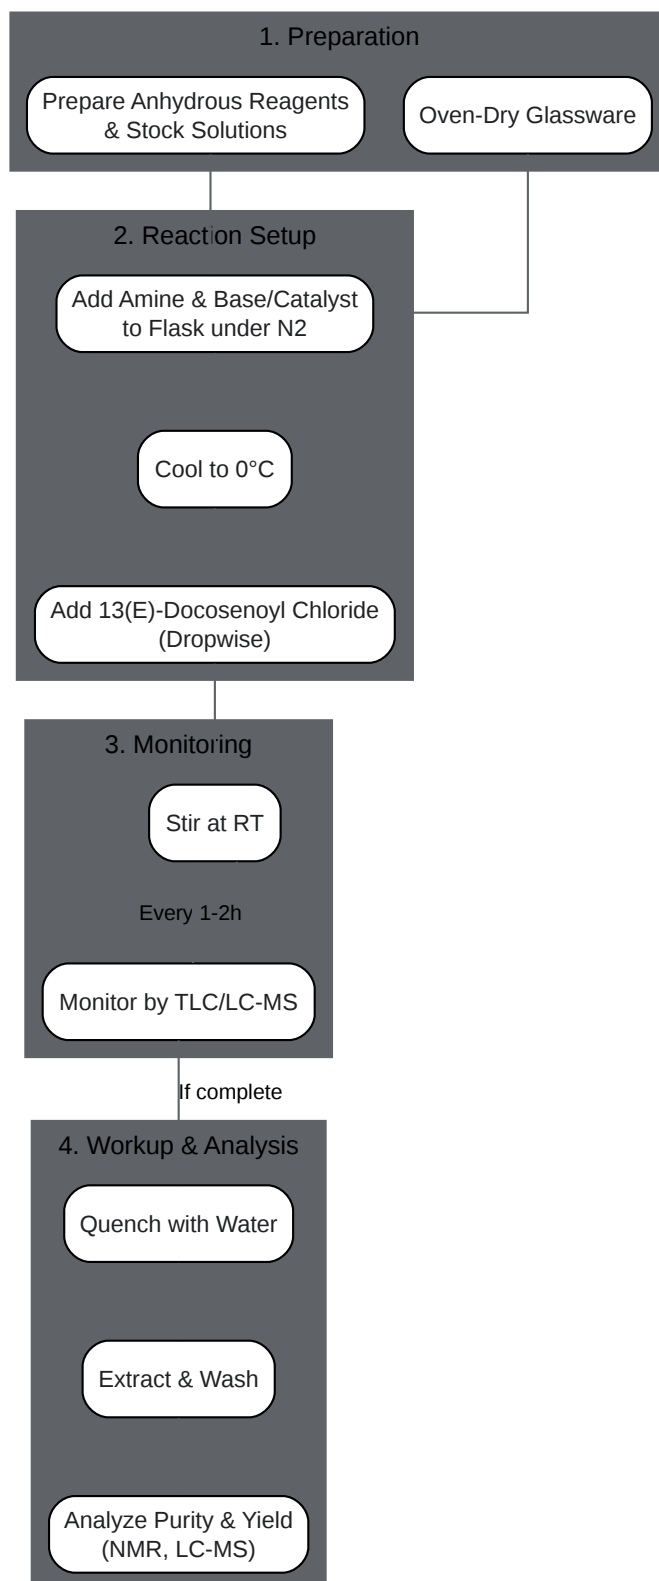 1. Preparation
Prepare Anhydrous Reagents
& Stock Solutions
Oven-Dry Glassware
2. Reaction Setup
Add Amine & Base/Catalyst
to Flask under N2
Cool to 0°C
Add 13(E)-Docosenoyl Chloride
(Dropwise)
3. Monitoring
Stir at RT
Every 1-2h
Monitor by TLC/LC-MS
If complete
4. Workup & Analysis
Quench with Water
Extract & Wash
Analyze Purity & Yield
(NMR, LC-MS)